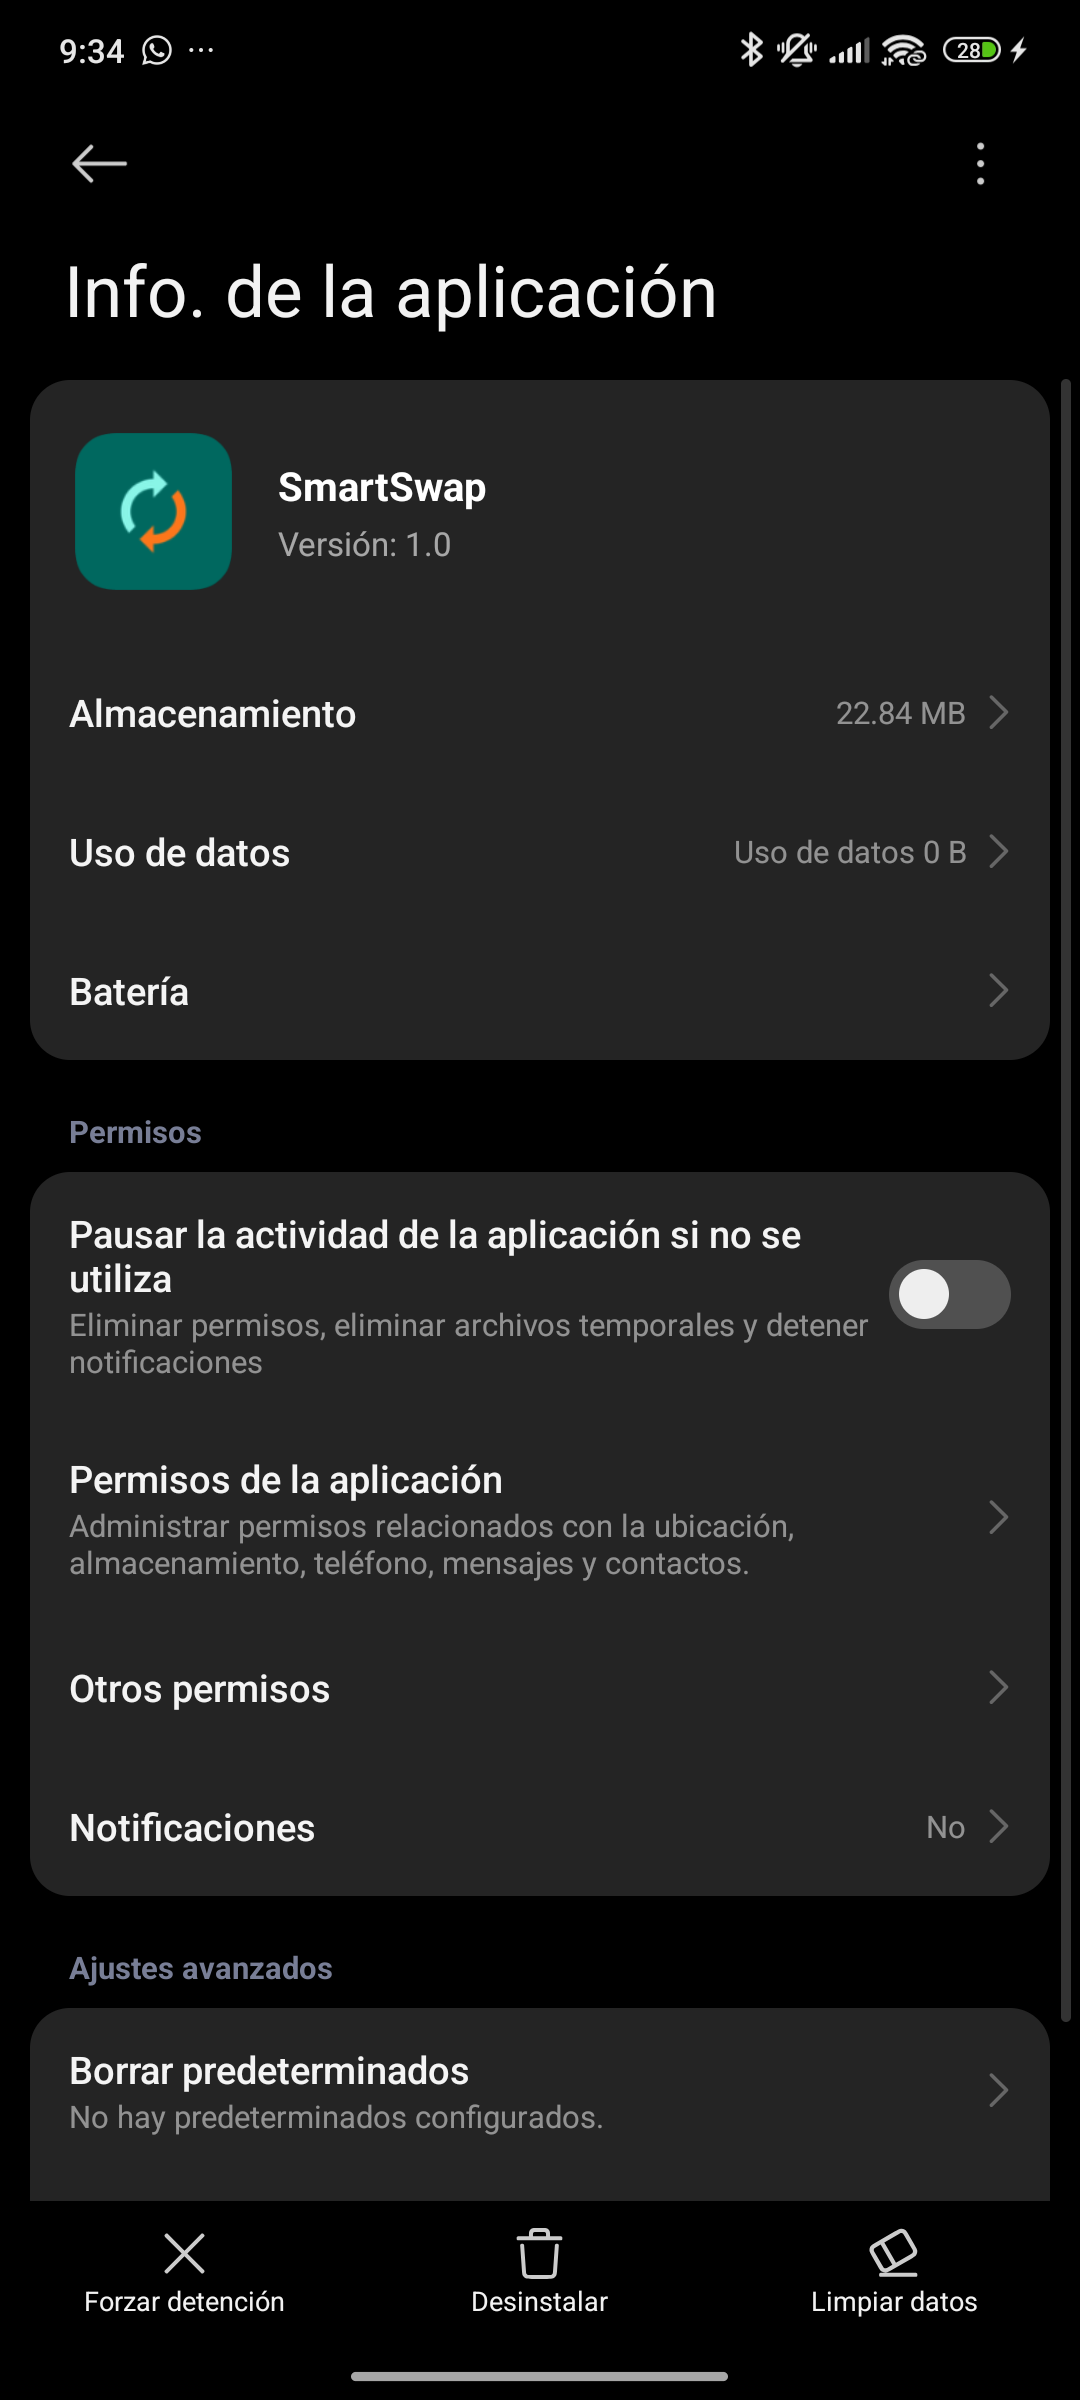 9:34
28
Info. de la aplicación
SmartSwap
Versión: 1.0
Almacenamiento 22.84 MB
Uso de datos Uso de datos 0 B
Batería
Permisos
Pausar la actividad de la aplicación si no se
utiliza
Eliminar permisos, eliminar archivos temporales y detener
notificaciones
Permisos de la aplicación
Administrar permisos relacionados con la ubicación,
almacenamiento, teléfono, mensajes y contactos.
Otros permisos
Notificaciones No
Ajustes avanzados
Borrar predeterminados
No hay predeterminados configurados.
Forzar detención Desinstalar Limpiar datos